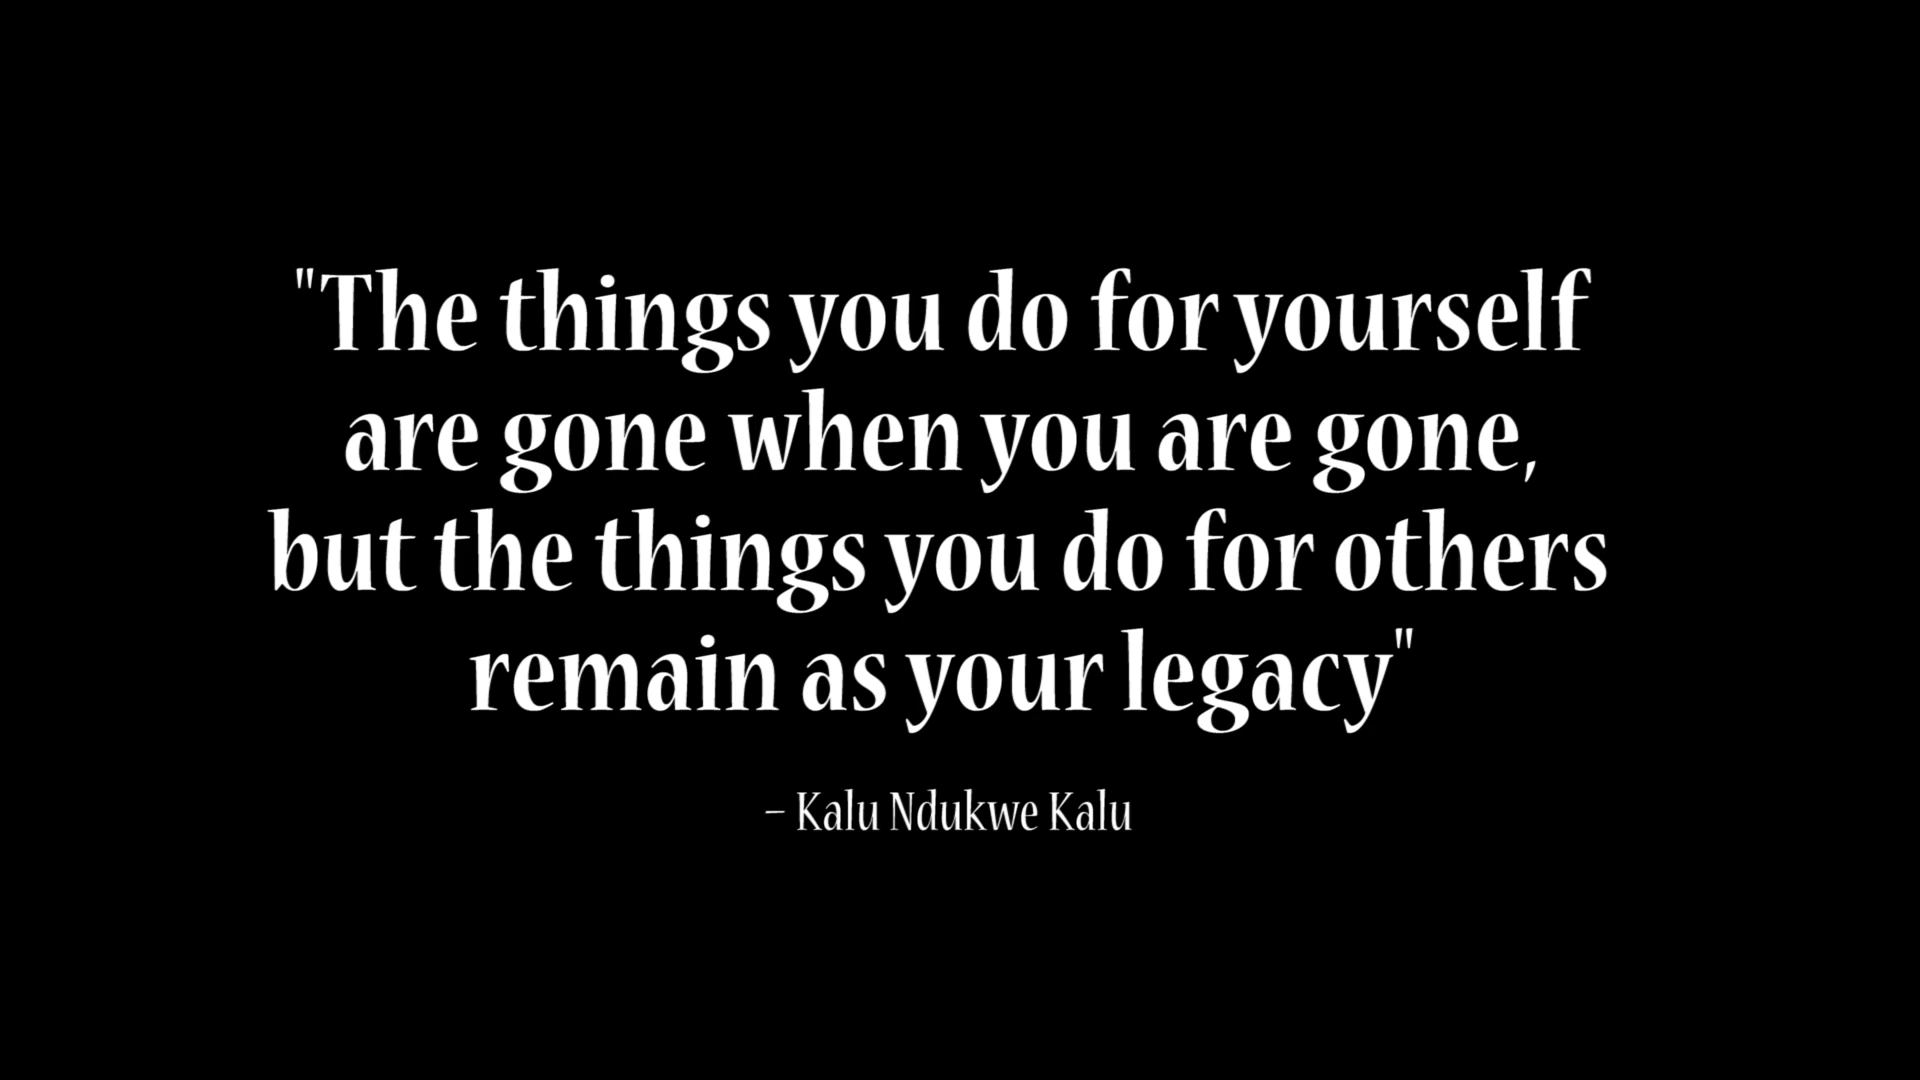 "The things you do for yourself
are gone when you are gone,
but the things you do for others
remain as your legacy"
– Kalu Ndukwe Kalu